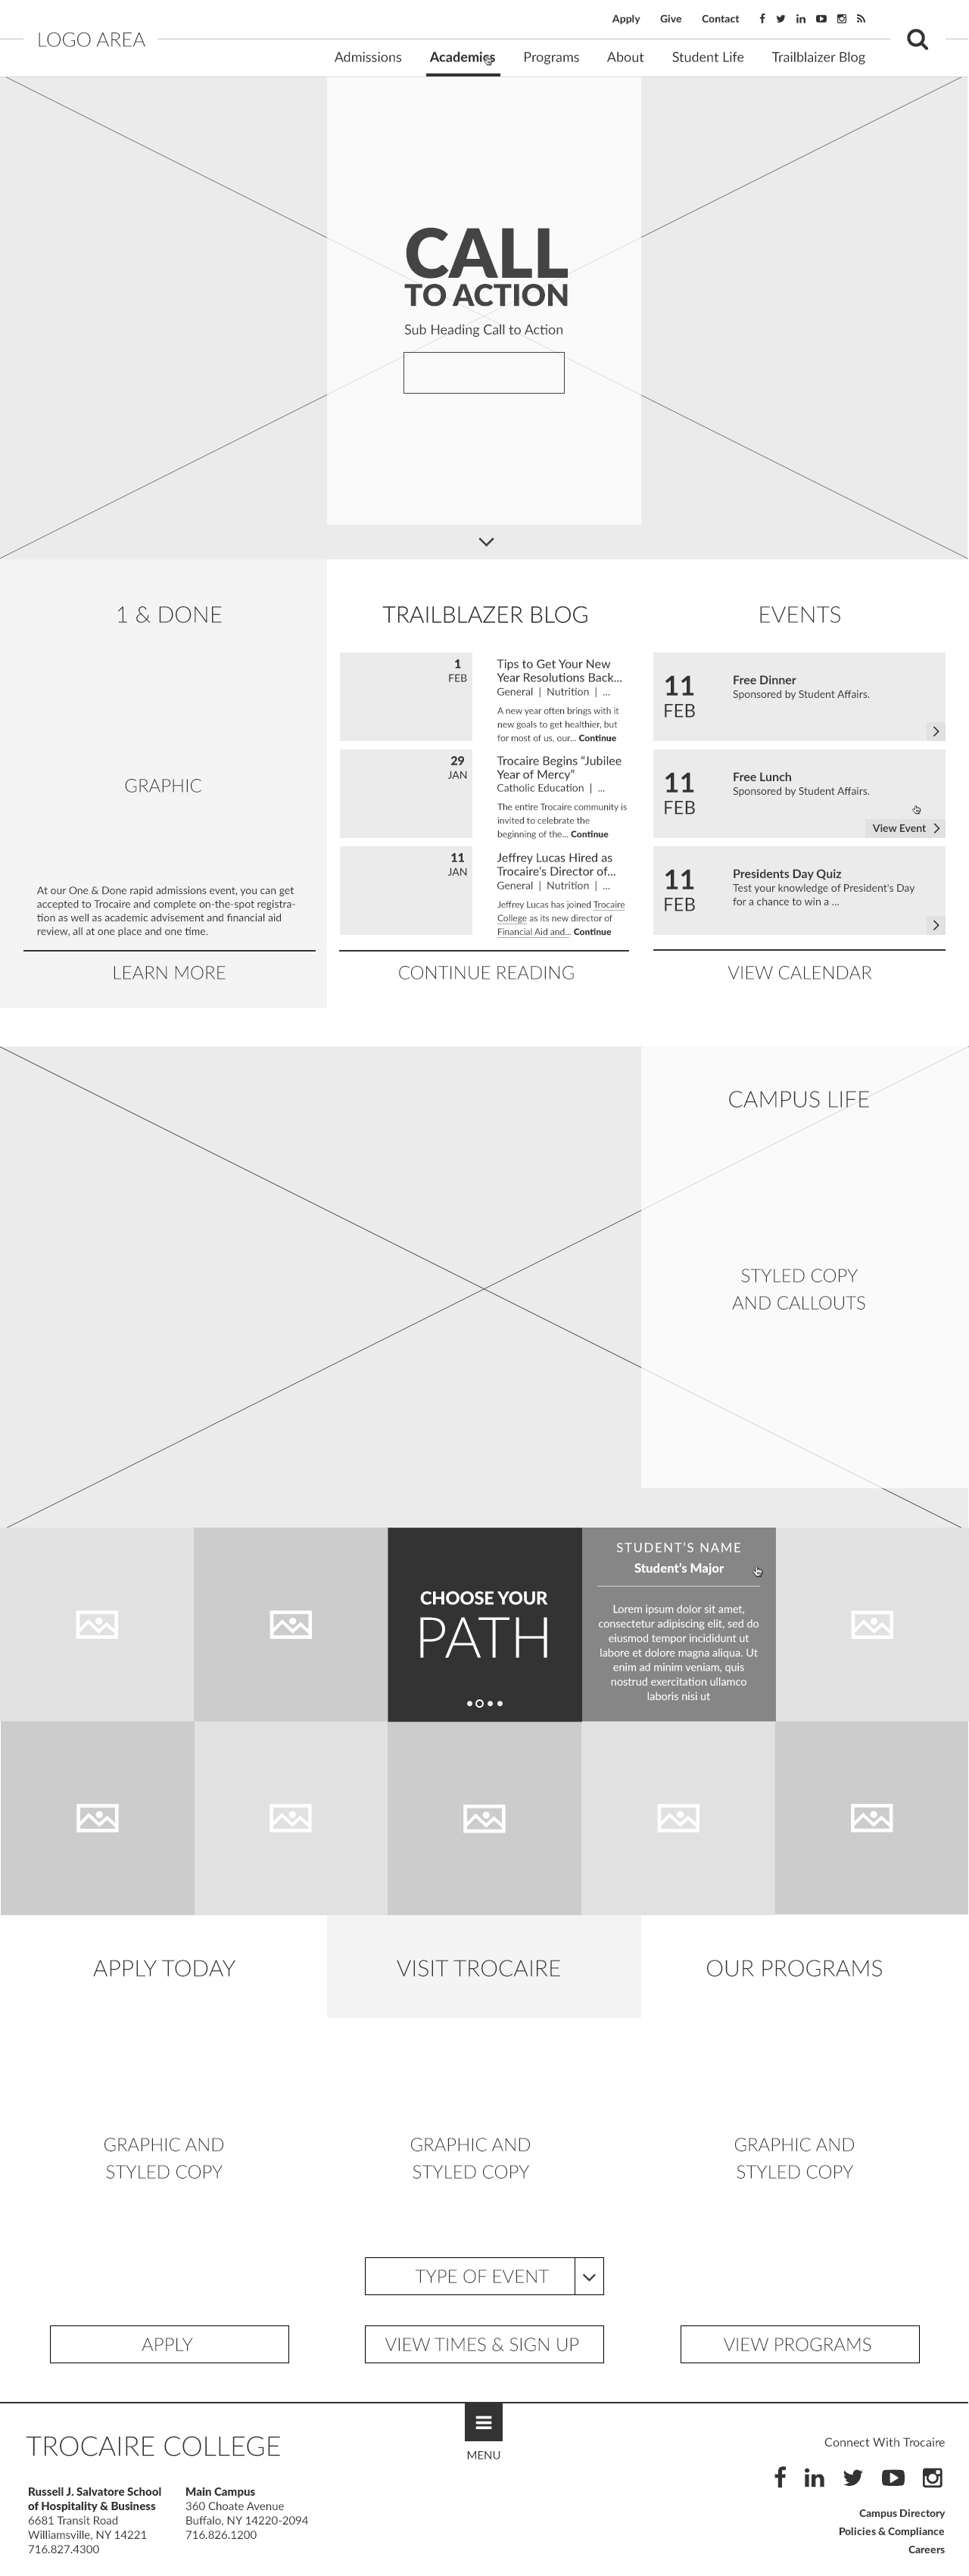 Apply Give Contact
LOGO AREA
Admissions Academics Programs About Student Life Trailblaizer Blog
CALL
TO ACTION
Sub Heading Call to Action
1 & DONE
GRAPHIC
At our One & Done rapid admissions event, you can get
accepted to Trocaire and complete on-the-spot registra-
tion as well as academic advisement and financial aid
review, all at one place and one time.
LEARN MORE
TRAILBLAZER BLOG
1
FEB
Tips to Get Your New
Year Resolutions Back...
General | Nutrition | ...
A new year often brings with it
new goals to get healthier, but
for most of us, our... Continue
29
JAN
Trocaire Begins “Jubilee
Year of Mercy”
Catholic Education | ...
The entire Trocaire community is
invited to celebrate the
beginning of the... Continue
11
JAN
Jeffrey Lucas Hired as
Trocaire's Director of...
General | Nutrition | ...
Jeffrey Lucas has joined Trocaire
College as its new director of
Financial Aid and... Continue
CONTINUE READING
EVENTS
11
FEB
Free Dinner
Sponsored by Student Affairs.
11
FEB
Free Lunch
Sponsored by Student Affairs.
View Event
11
FEB
Presidents Day Quiz
Test your knowledge of President's Day
for a chance to win a ...
VIEW CALENDAR
CAMPUS LIFE
STYLED COPY
AND CALLOUTS
CHOOSE YOUR
PATH
STUDENT'S NAME
Student's Major
Lorem ipsum dolor sit amet,
consectetur adipiscing elit, sed do
eiusmod tempor incididunt ut
labore et dolore magna aliqua. Ut
enim ad minim veniam, quis
nostrud exercitation ullamco
laboris nisi ut
APPLY TODAY
GRAPHIC AND
STYLED COPY
APPLY
VISIT TROCAIRE
GRAPHIC AND
STYLED COPY
TYPE OF EVENT
VIEW TIMES & SIGN UP
OUR PROGRAMS
GRAPHIC AND
STYLED COPY
VIEW PROGRAMS
MENU
TROCAIRE COLLEGE
Russell J. Salvatore School
of Hospitality & Business
6681 Transit Road
Williamsville, NY 14221
716.827.4300
Main Campus
360 Choate Avenue
Buffalo, NY 14220-2094
716.826.1200
Connect With Trocaire
Campus Directory
Policies & Compliance
Careers